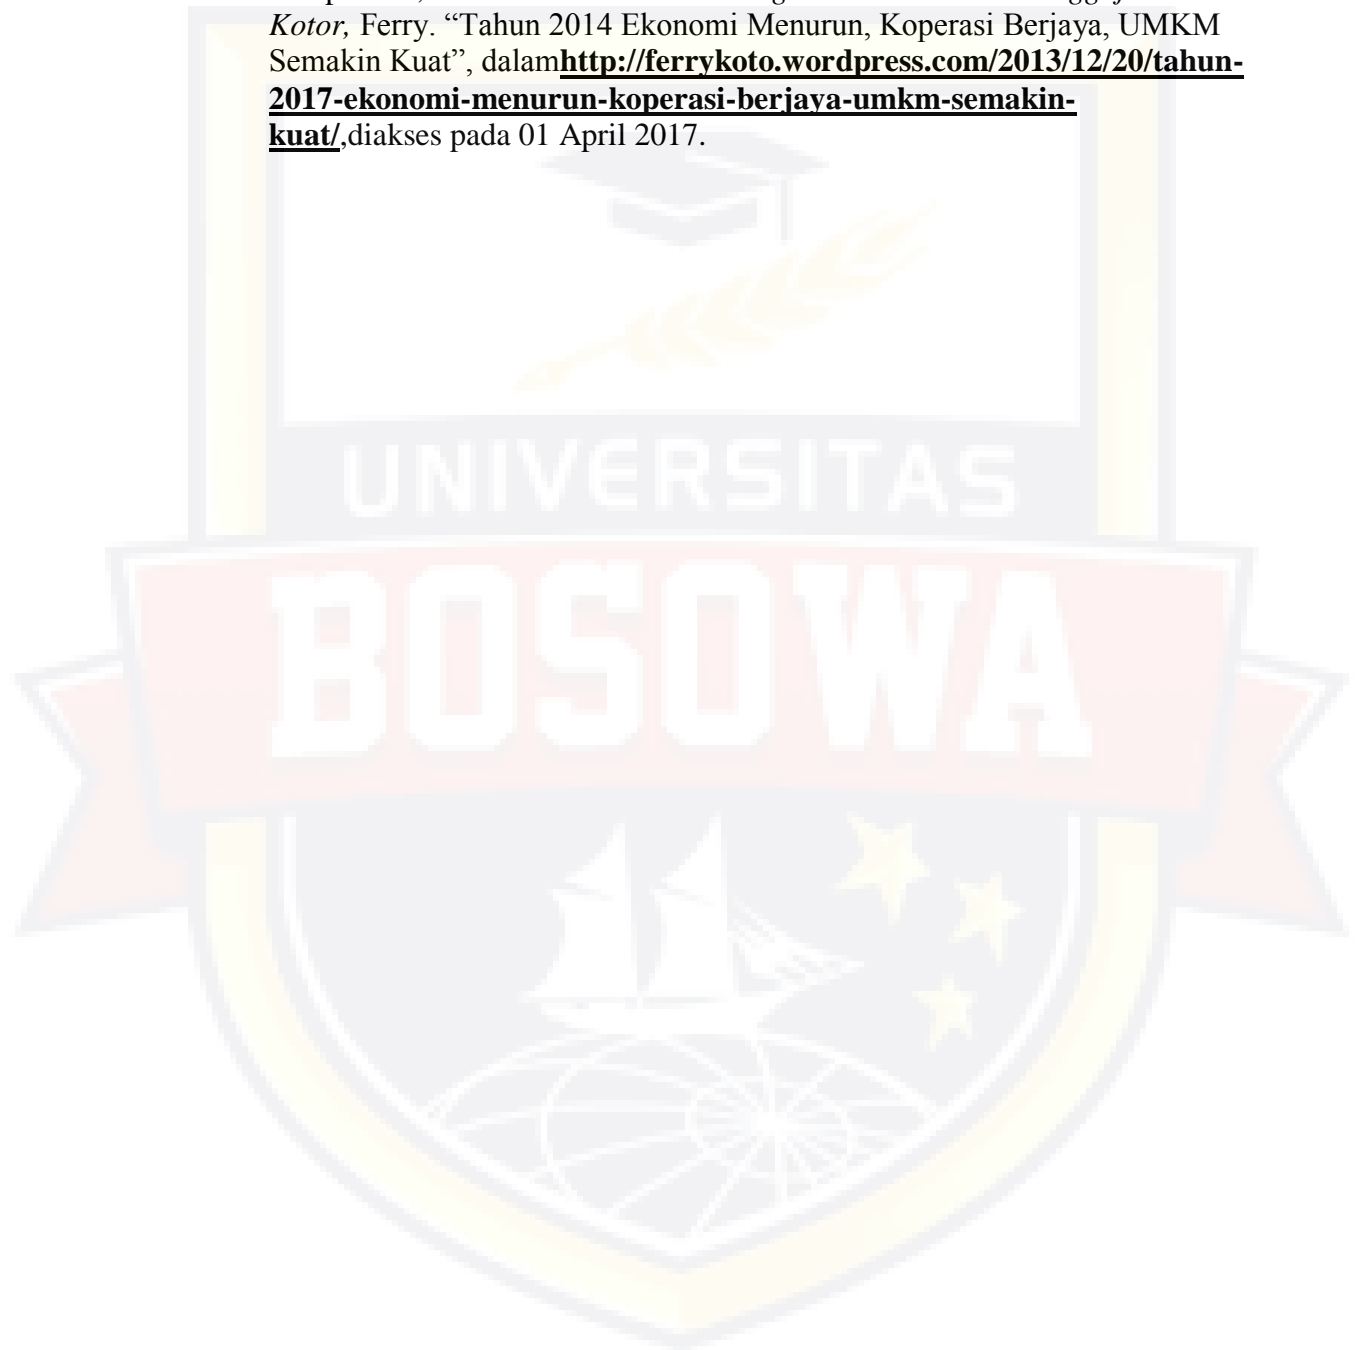 Kotor, Ferry. “Tahun 2014 Ekonomi Menurun, Koperasi Berjaya, UMKM
Semakin Kuat”, dalamhttp://ferrykoto.wordpress.com/2013/12/20/tahun-
2017-ekonomi-menurun-koperasi-berjaya-umkm-semakin-
kuat/,diakses pada 01 April 2017.
UNIVERSITAS
BOSOWA